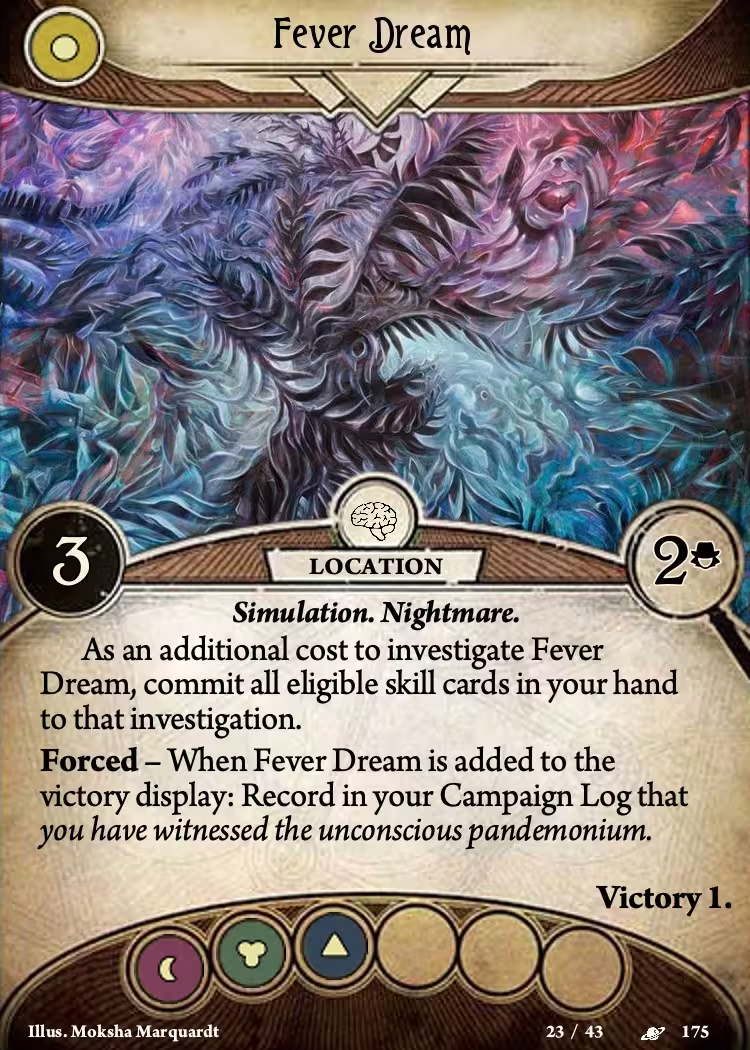 Fever Dream
3
LOCATION
2
Simulation. Nightmare.
As an additional cost to investigate Fever
Dream, commit all eligible skill cards in your hand
to that investigation.
Forced – When Fever Dream is added to the
victory display: Record in your Campaign Log that
you have witnessed the unconscious pandemonium.
Victory 1.
Illus. Moksha Marquardt 23 / 43 175